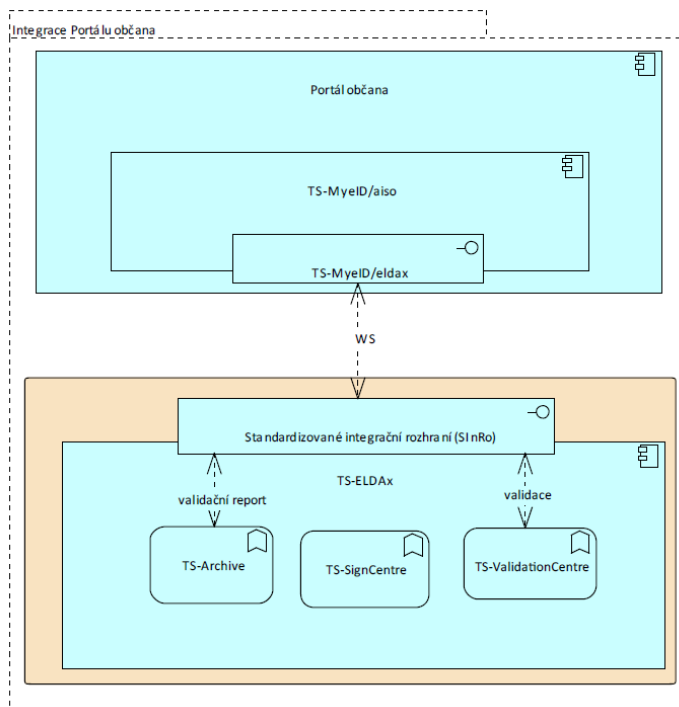 Integrace Portálu občana
Portál občana
TS-MyeID/aiso
TS-MyeID/eldax
WS
Standardizované integrační rozhraní (SInRo)
TS-ELDAx
validační report
validace
TS-Archive
TS-SignCentre
TS-ValidationCentre